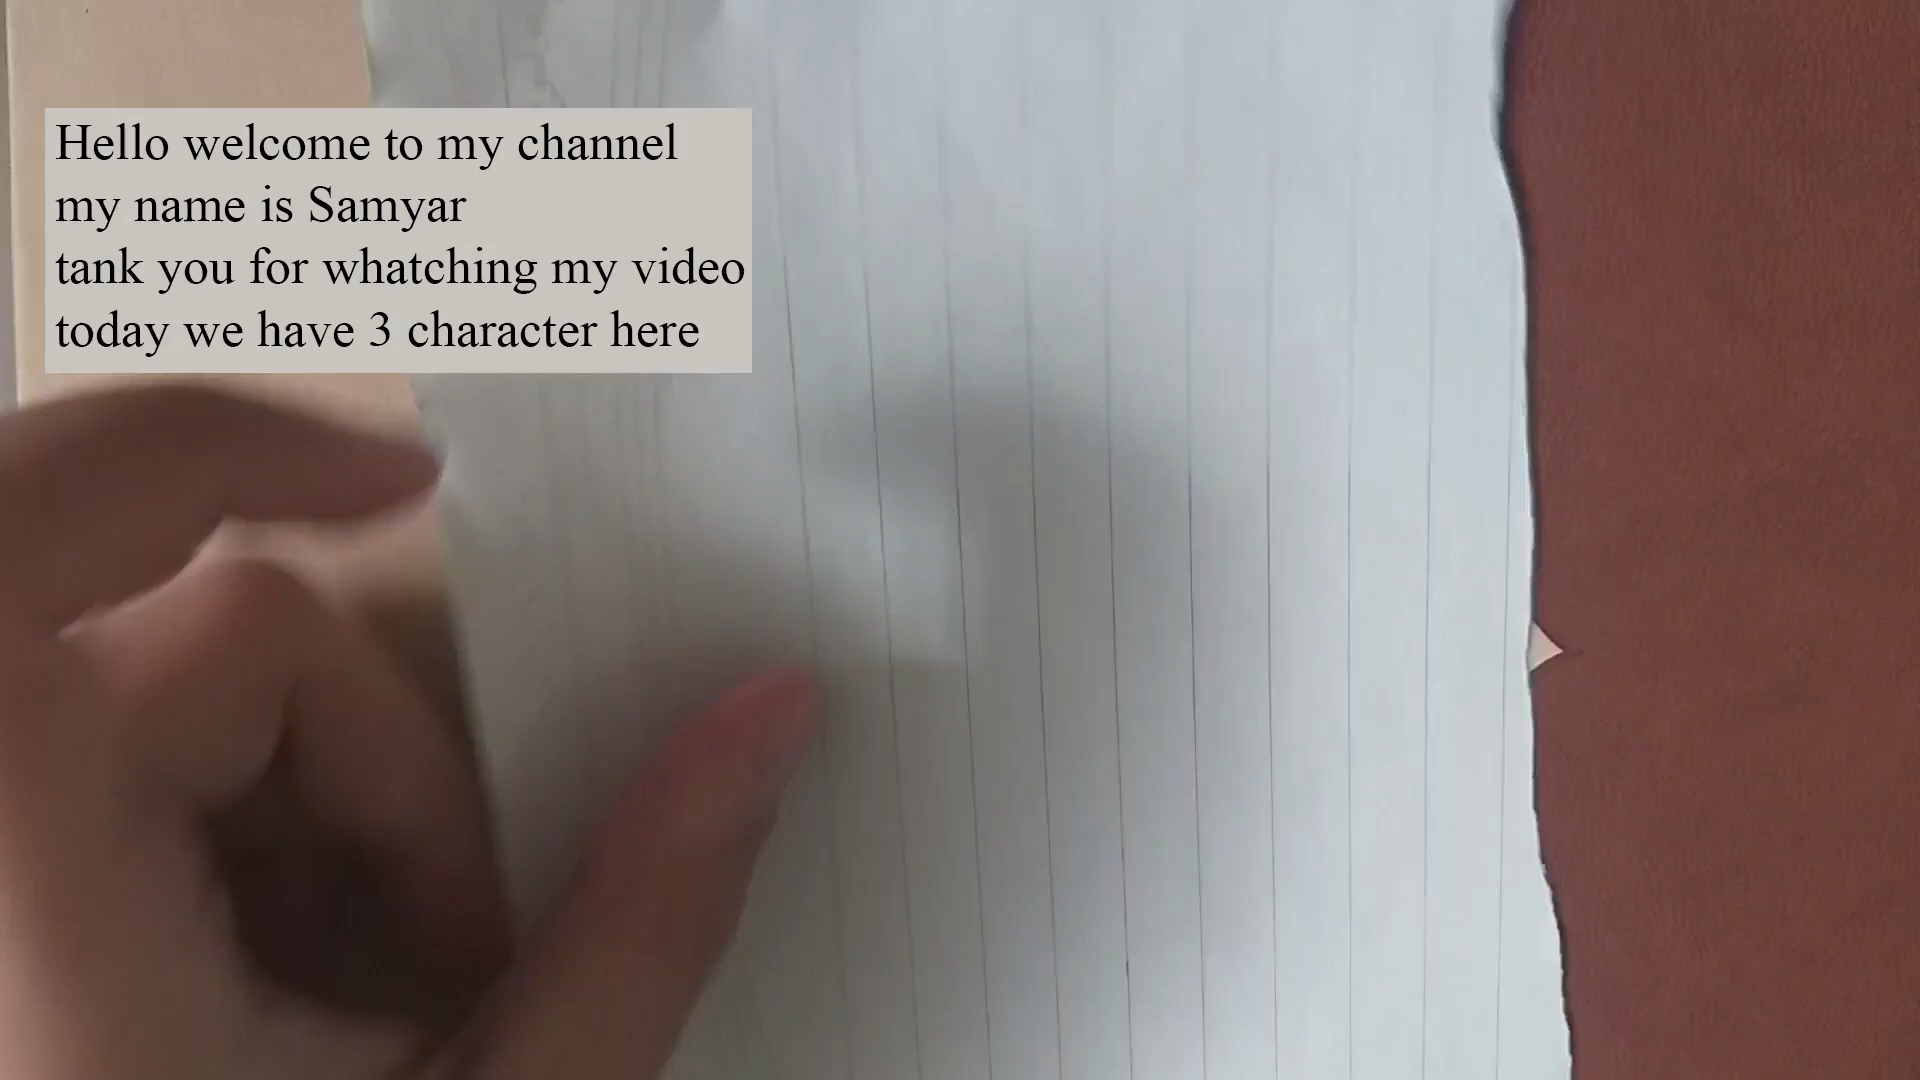 Hello welcome to my channel
my name is Samyar
tank you for whatching my video
today we have 3 character here